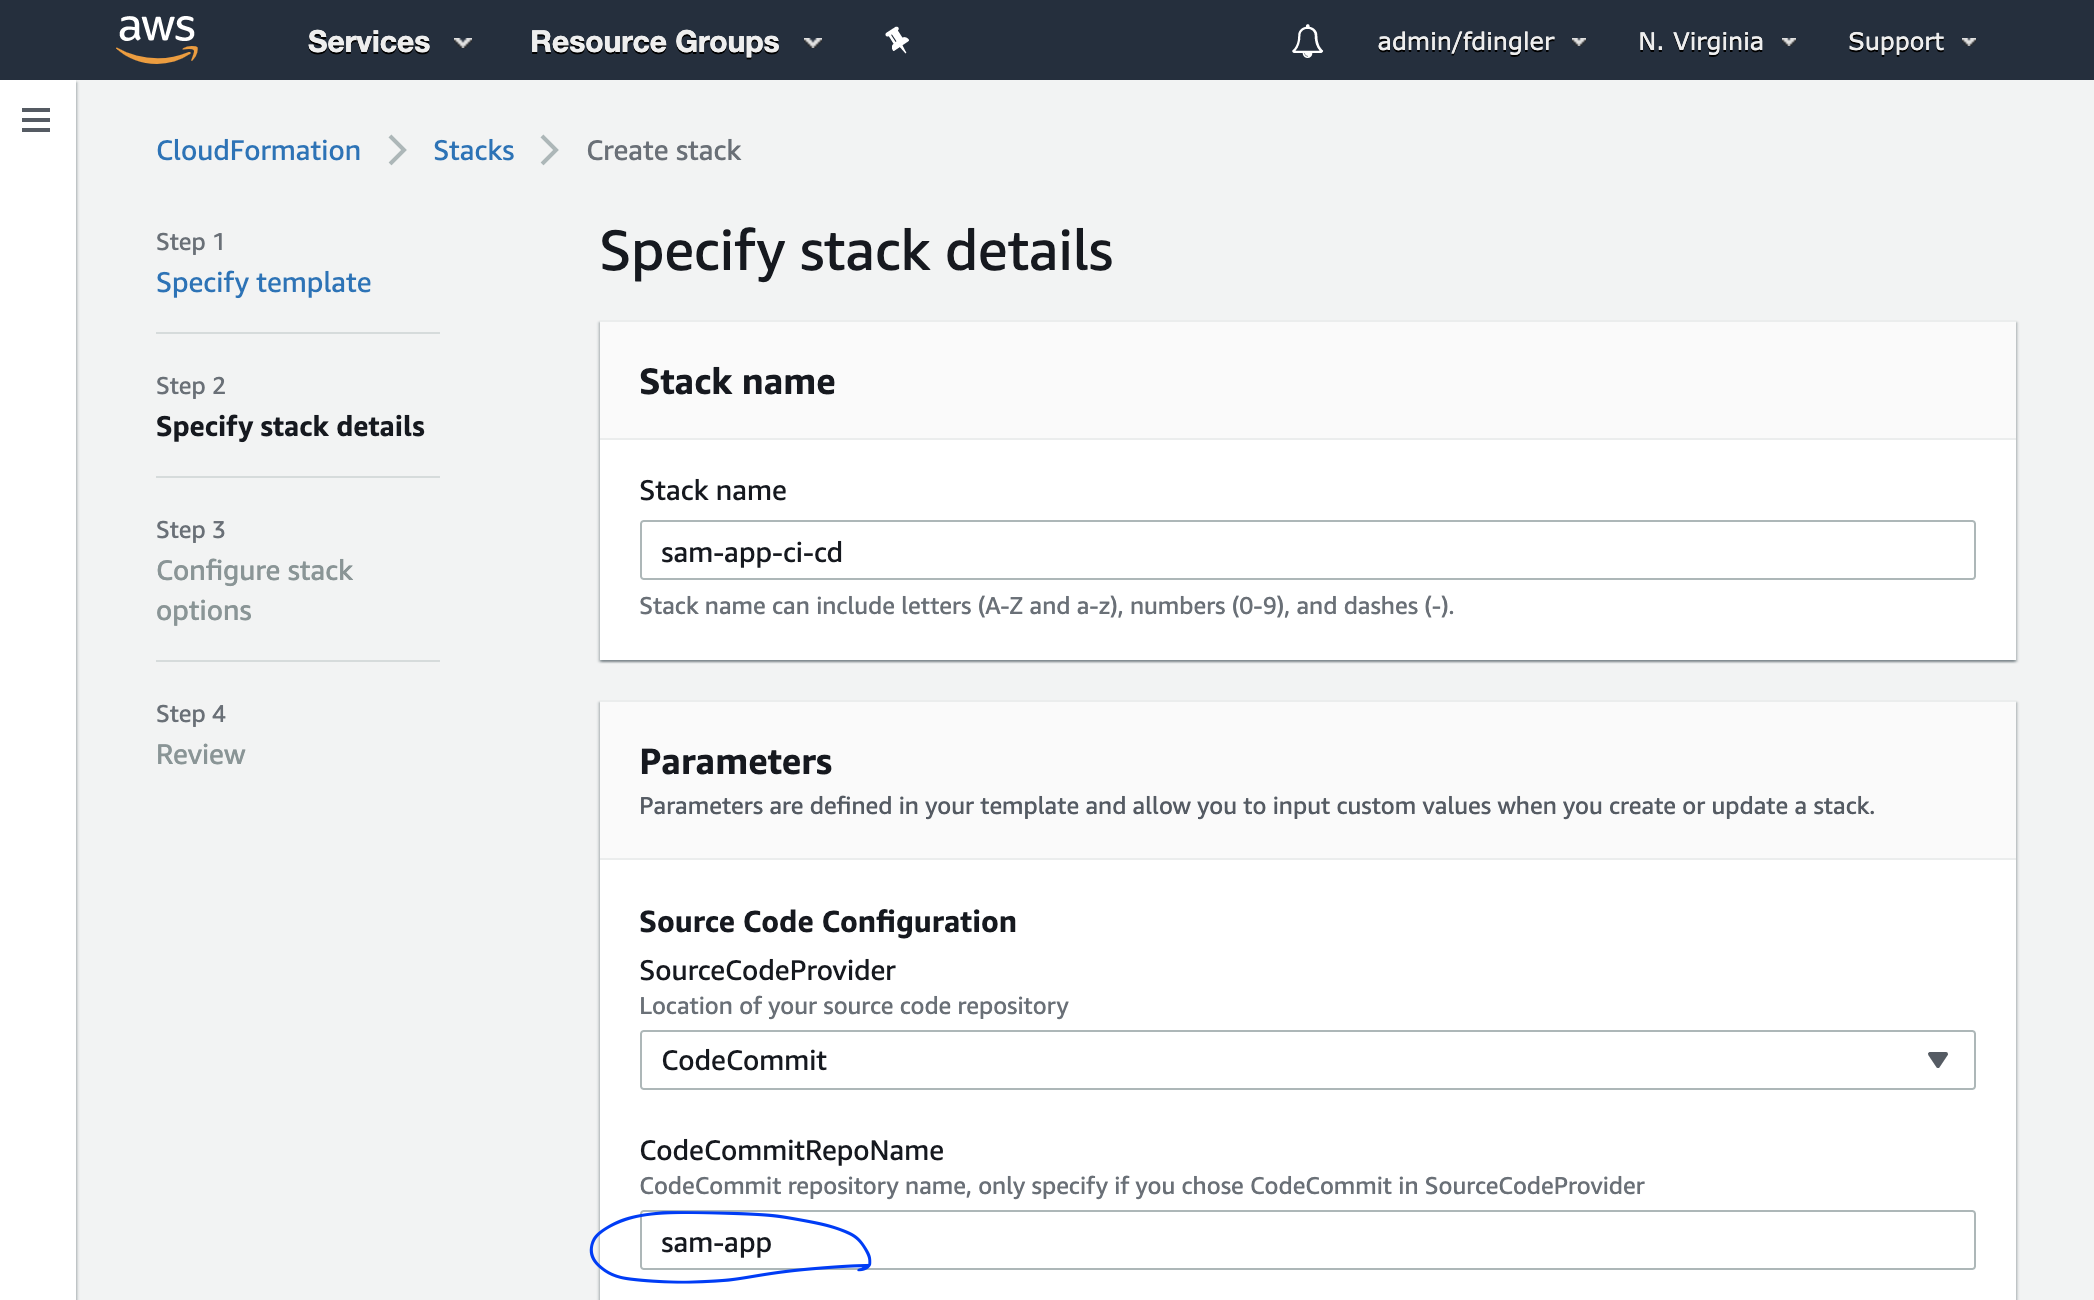 aws Services Resource Groups admin/fdingler N. Virginia Support
CloudFormation Stacks Create stack
Step 1
Specify template
Step 2
Specify stack details
Step 3
Configure stack
options
Step 4
Review
Specify stack details
Stack name
Stack name
sam-app-ci-cd
Stack name can include letters (A-Z and a-z), numbers (0-9), and dashes (-).
Parameters
Parameters are defined in your template and allow you to input custom values when you create or update a stack.
Source Code Configuration
SourceCodeProvider
Location of your source code repository
CodeCommit
CodeCommitRepoName
CodeCommit repository name, only specify if you chose CodeCommit in SourceCodeProvider
sam-app